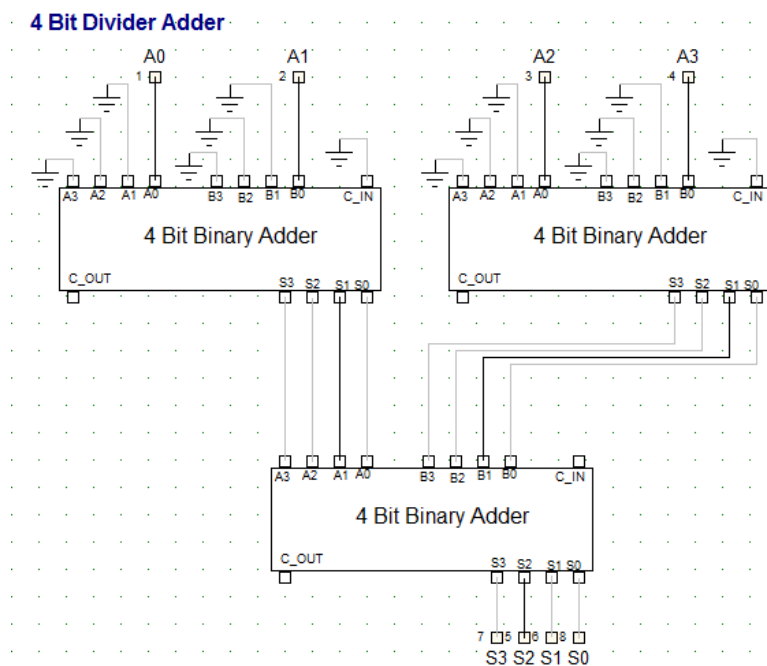 4 Bit Divider Adder
A0 A1 A2 A3
1 2 3 4
A3 A2 A1 A0 B3 B2 B1 B0 C_IN A3 A2 A1 A0 B3 B2 B1 B0 C_IN
4 Bit Binary Adder 4 Bit Binary Adder
C_OUT S3 S2 S1 S0 C_OUT S3 S2 S1 S0
A3 A2 A1 A0 B3 B2 B1 B0 C_IN
4 Bit Binary Adder
C_OUT S3 S2 S1 S0
7 5 6 8
S3 S2 S1 S0